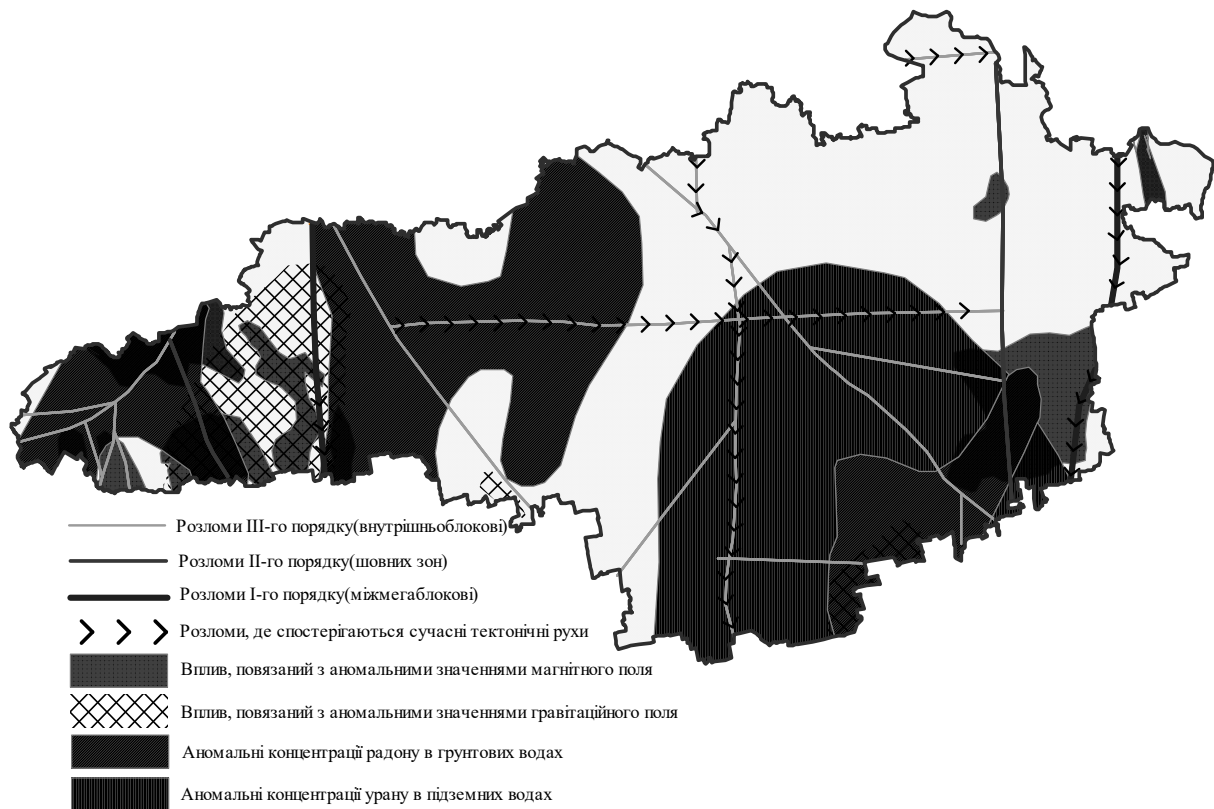 Розломи III-го порядку(внутрішньоблокові)
Розломи II-го порядку(шовних зон)
Розломи I-го порядку(міжмегаблокові)
Розломи, де спостерігаються сучасні тектонічні рухи
Вплив, повязаний з аномальними значеннями магнітного поля
Вплив, повязаний з аномальними значеннями гравітаційного поля
Аномальні концентрації радону в грунтових водах
Аномальні концентрації урану в підземних водах